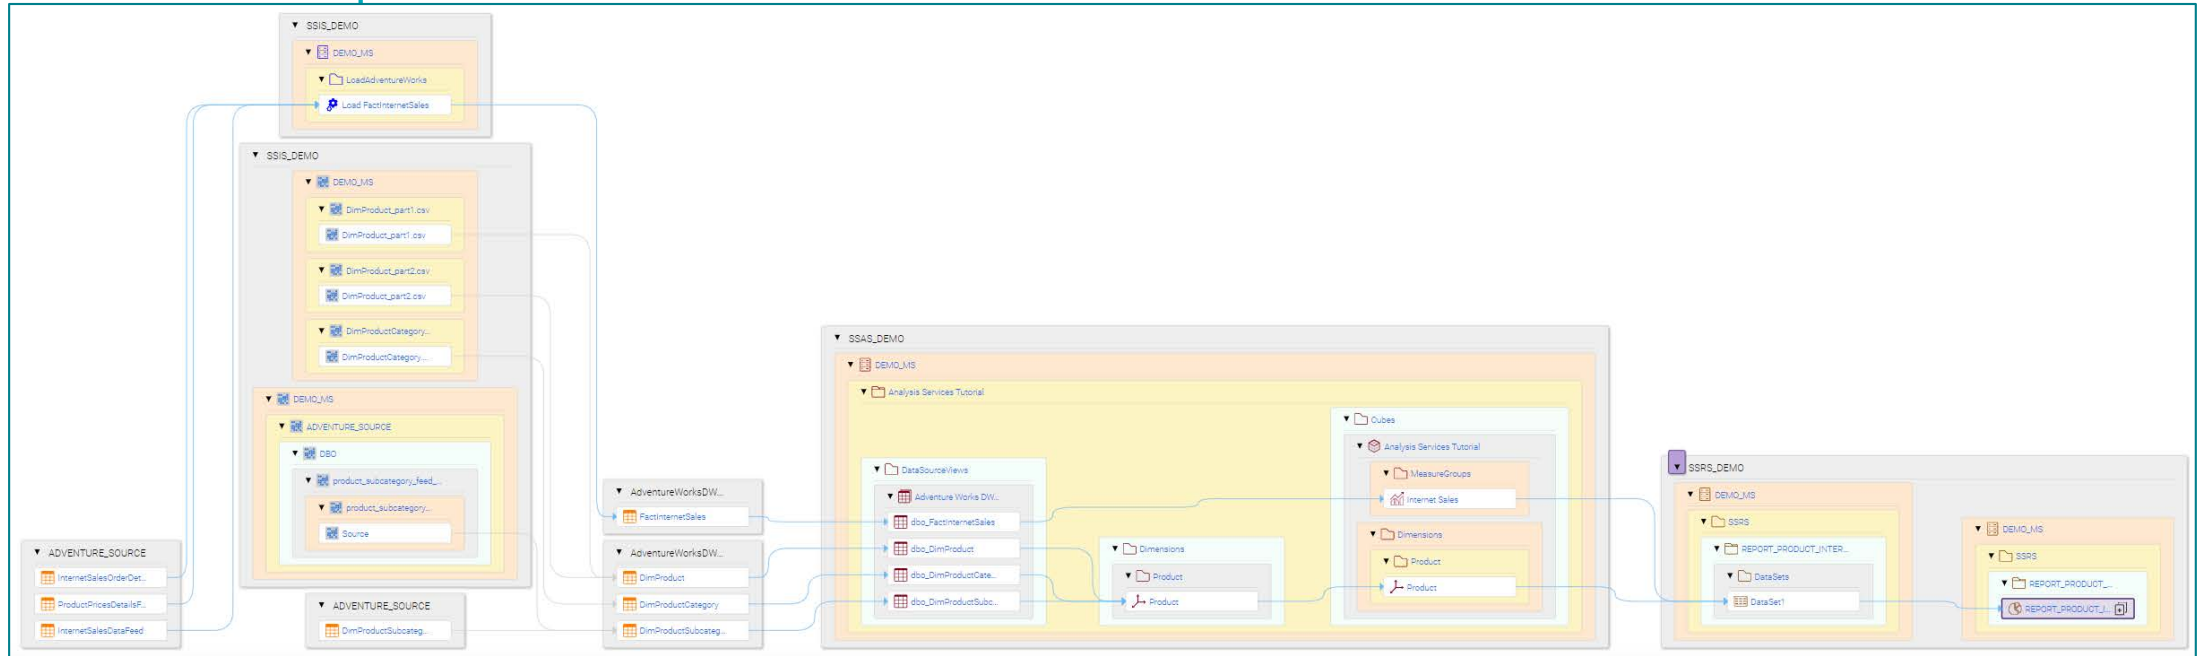 SSIS_DEMO
DEMO_MS
LoadAdventureWorks
Load FactInternetSales
SSIS_DEMO
DEMO_MS
DimProduct_part1.csv
DimProduct_part1.csv
DimProduct_part2.csv
DimProduct_part2.csv
DimProductCategory...
DimProductCategory...
DEMO_MS
ADVENTURE_SOURCE
DBO
product_subcategory_feed_...
product_subcategory...
Source
ADVENTURE_SOURCE
InternetSalesOrderDet...
ProductPricesDetailsF...
InternetSalesDataFeed
ADVENTURE_SOURCE
DimProductSubcateg...
AdventureWorksDW...
FactInternetSales
AdventureWorksDW...
DimProduct
DimProductCategory
DimProductSubcateg...
SSAS_DEMO
DEMO_MS
Analysis Services Tutorial
DataSourceViews
Adventure Works DW...
dbo_FactInternetSales
dbo_DimProduct
dbo_DimProductCate...
dbo_DimProductSubc...
Dimensions
Product
Product
Cubes
Analysis Services Tutorial
MeasureGroups
Internet Sales
Dimensions
Product
Product
SSRS_DEMO
DEMO_MS
SSRS
REPORT_PRODUCT_INTER...
DataSets
DataSet1
DEMO_MS
SSRS
REPORT_PRODUCT_...
REPORT_PRODUCT_I...